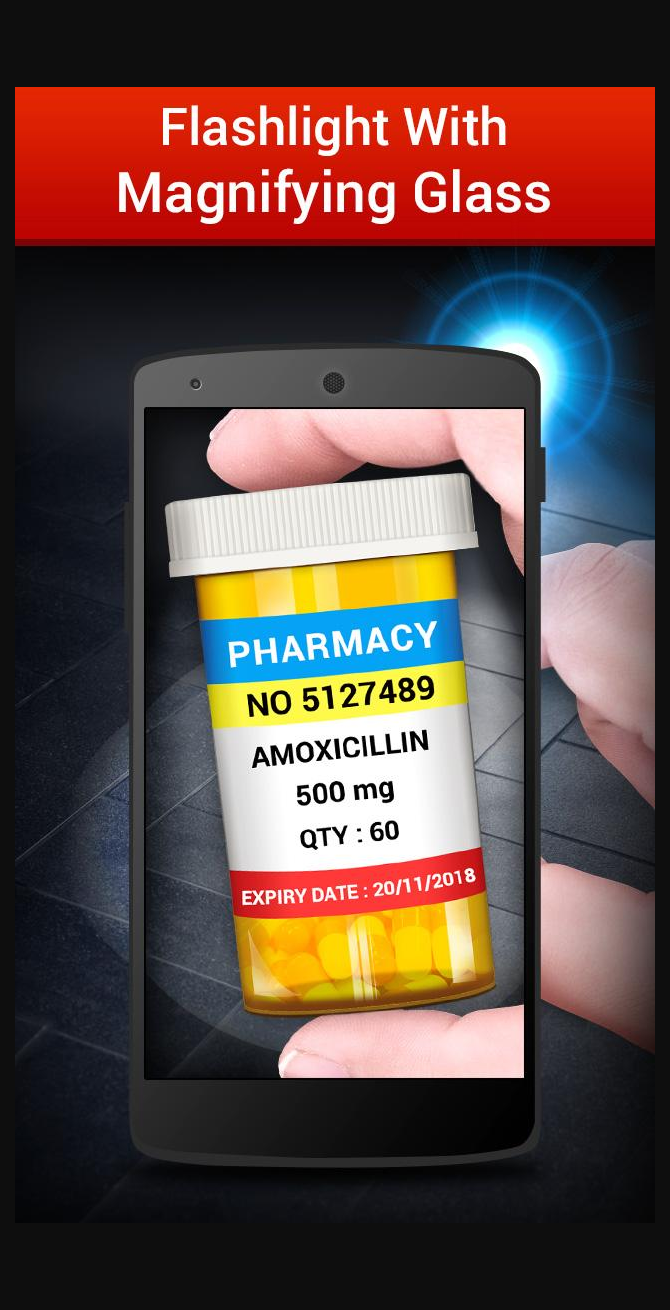 Flashlight With
Magnifying Glass
PHARMACY
NO 5127489
AMOXICILLIN
500 mg
QTY : 60
EXPIRY DATE : 20/11/2018